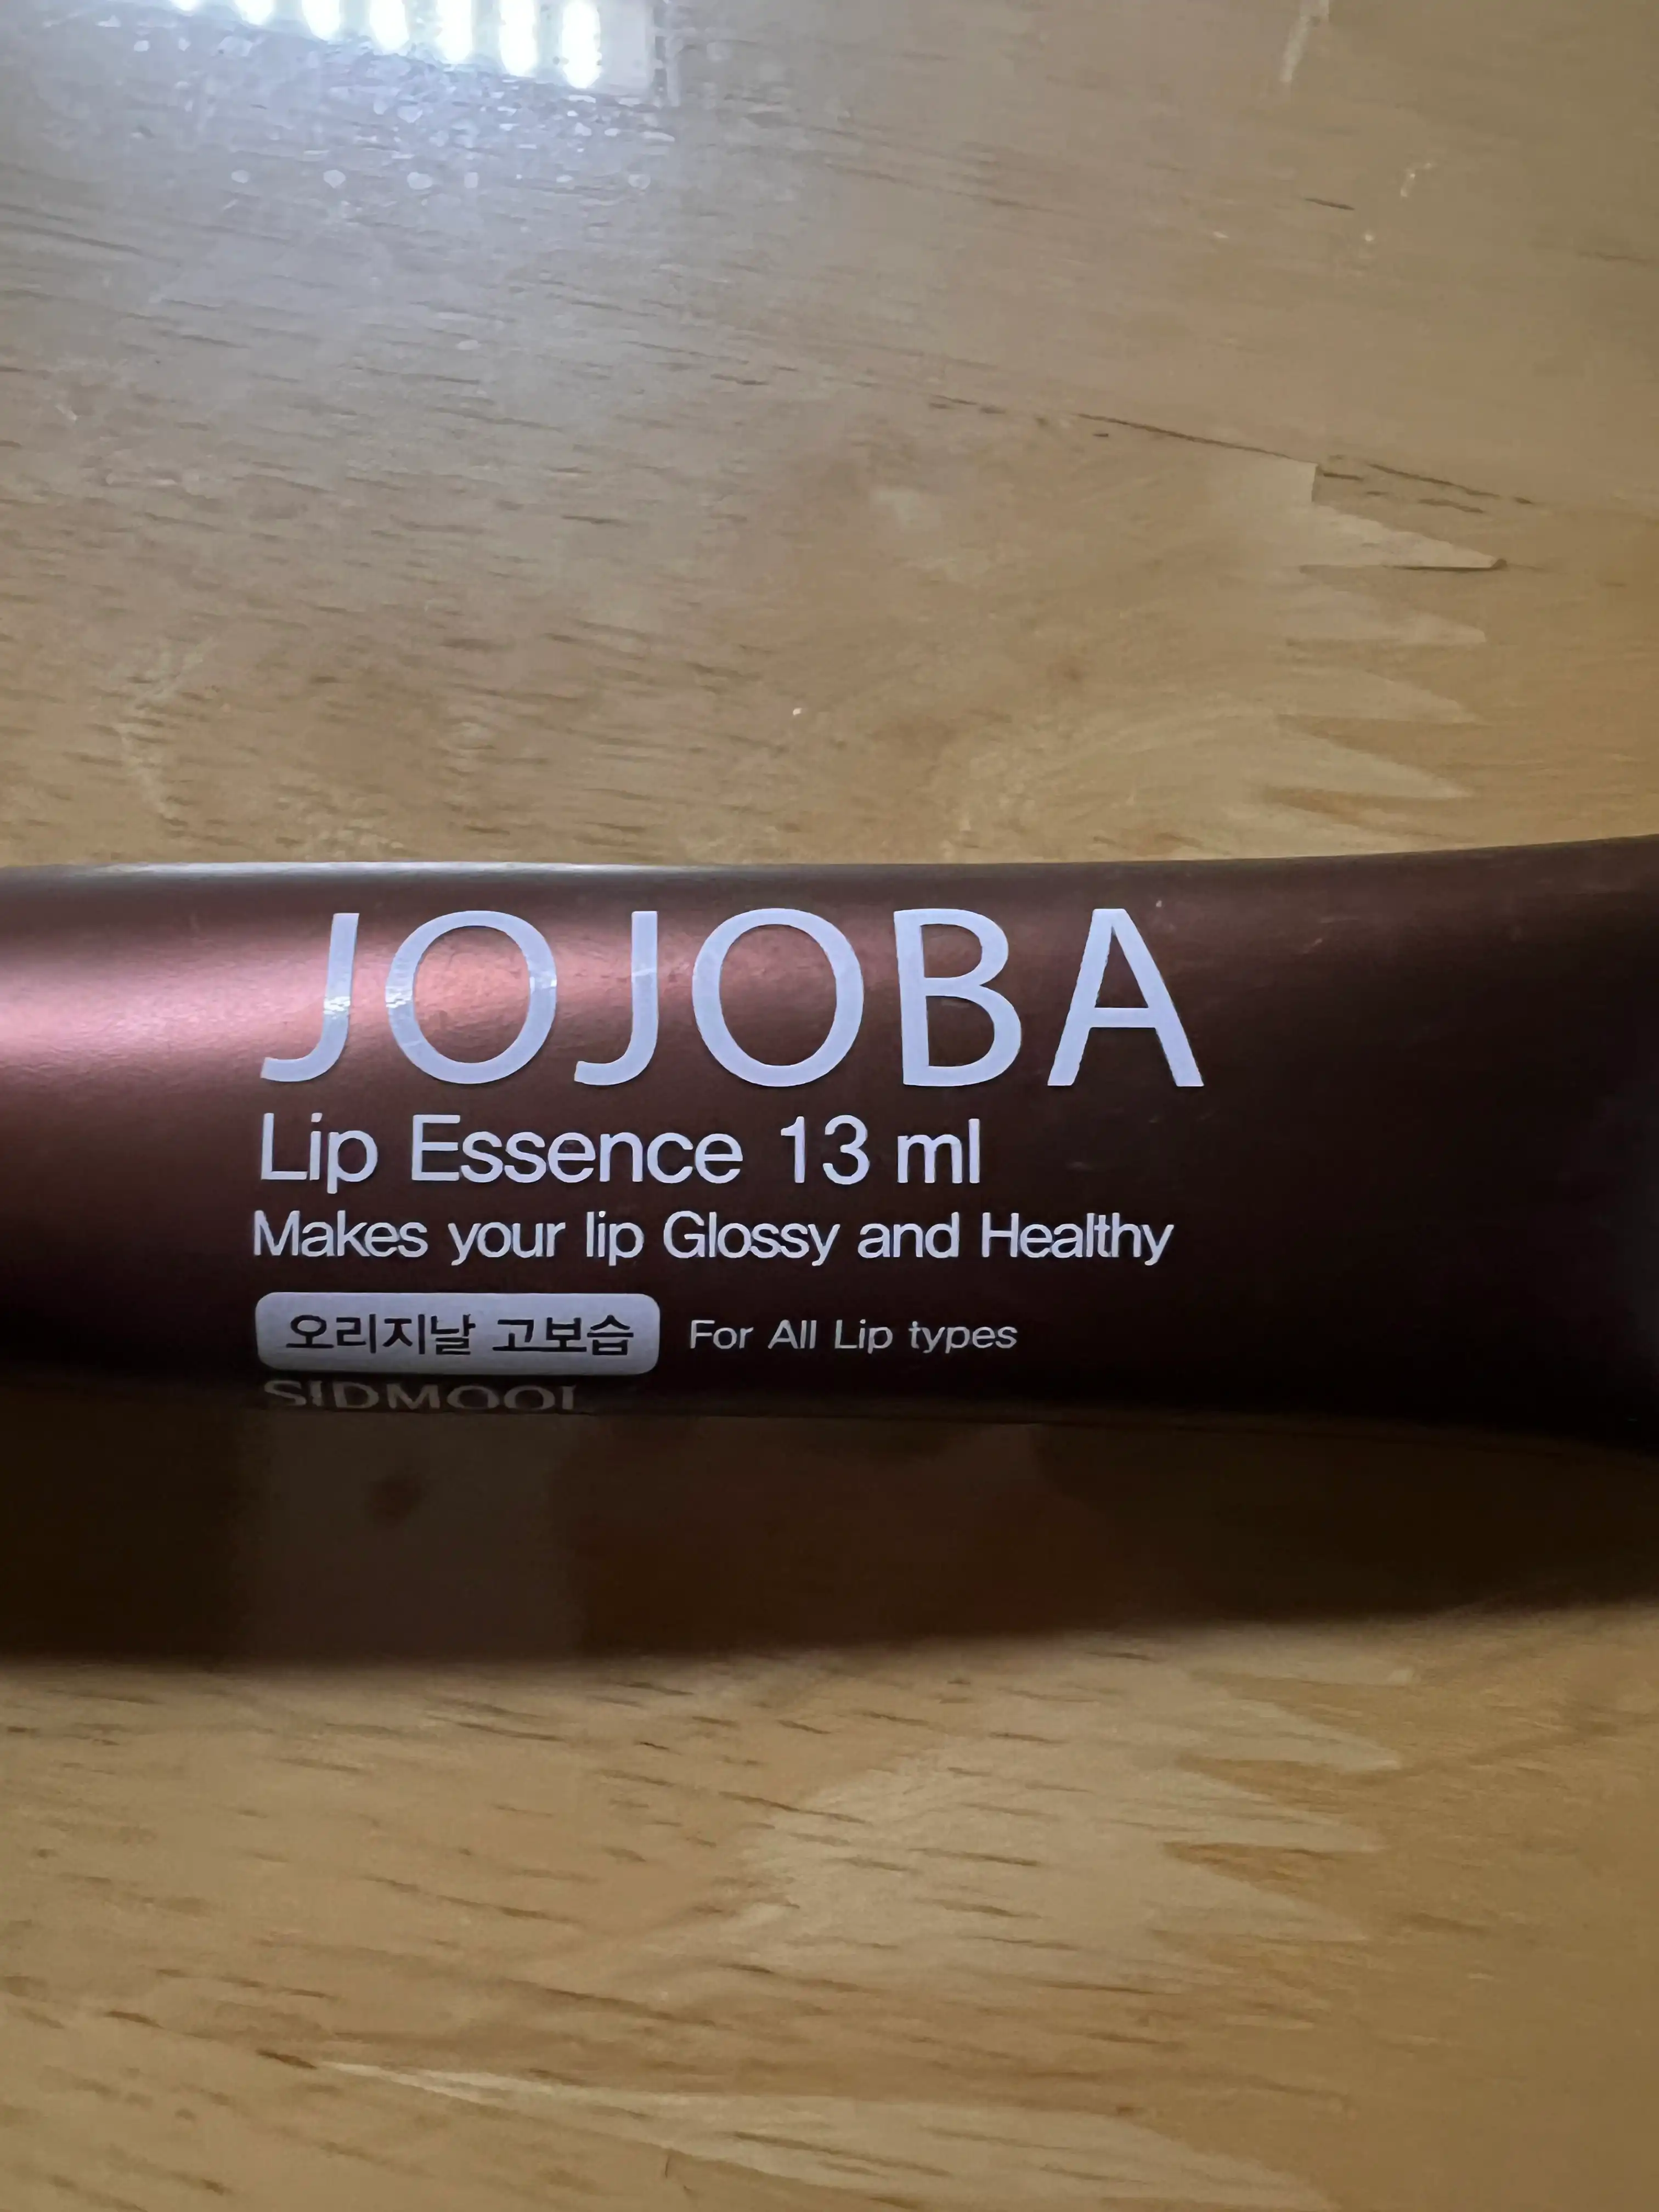 JOJOBA
Lip Essence 13 ml
Makes your lip Glossy and Healthy
오리지날 고보습 For All Lip types
SIDMOOL